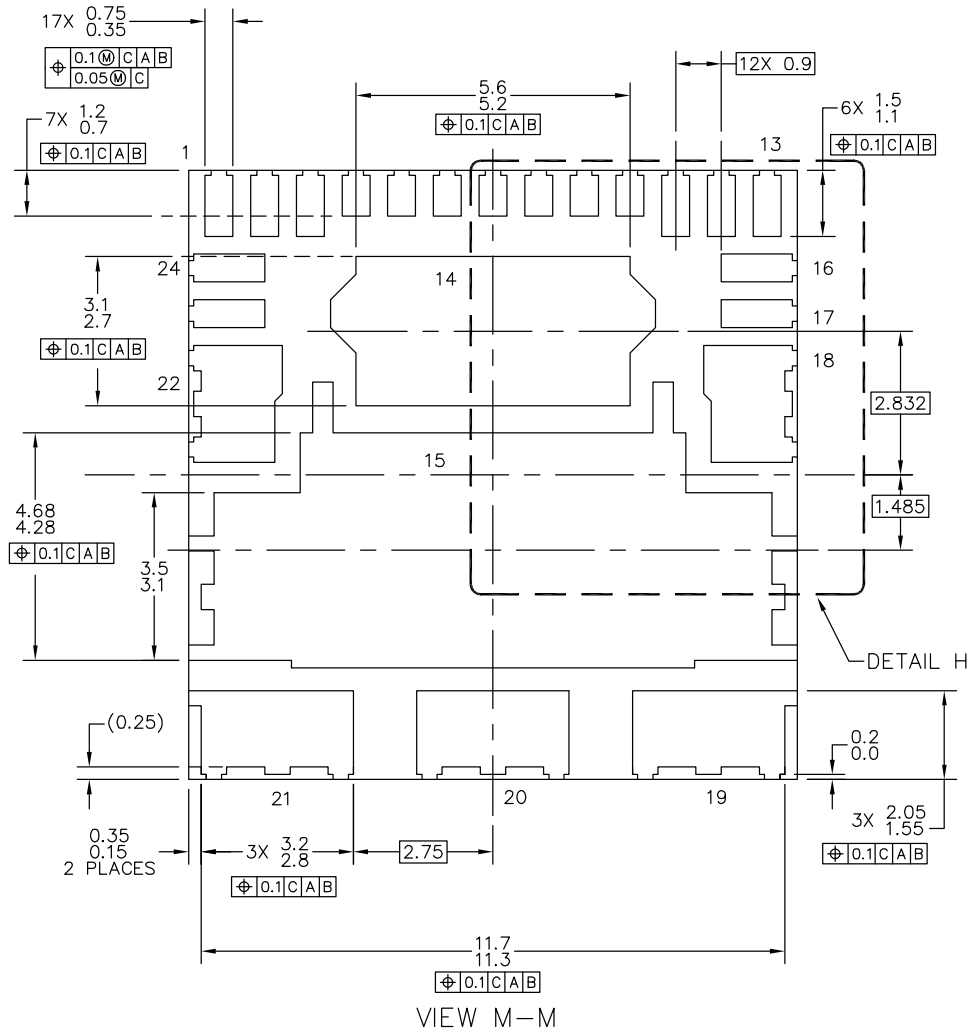 17X 0.75
0.35
⌖ 0.1Ⓜ C A B
0.05Ⓜ C
7X 1.2
0.7
⌖ 0.1 C A B
5.6
5.2
⌖ 0.1 C A B
12X 0.9
6X 1.5
1.1
⌖ 0.1 C A B
1
13
24
14
16
3.1
2.7
⌖ 0.1 C A B
17
22
18
2.832
15
1.485
4.68
4.28
⌖ 0.1 C A B
3.5
3.1
DETAIL H
(0.25)
0.2
0.0
21
20
19
3X 2.05
1.55
⌖ 0.1 C A B
0.35
0.15
2 PLACES
3X 3.2
2.8
⌖ 0.1 C A B
2.75
11.7
11.3
⌖ 0.1 C A B
VIEW M-M